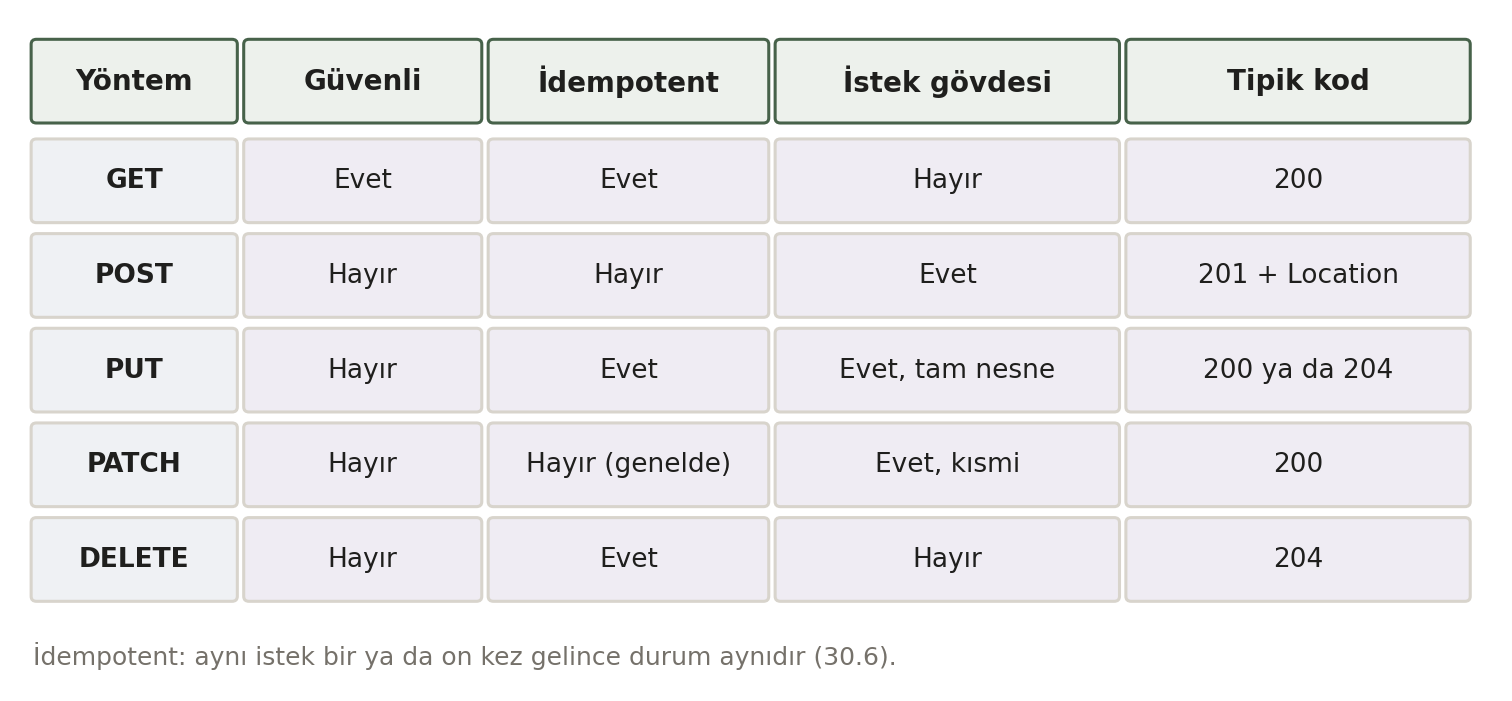 Yöntem Güvenli İdempotent İstek gövdesi Tipik kod
GET Evet Evet Hayır 200
POST Hayır Hayır Evet 201 + Location
PUT Hayır Evet Evet, tam nesne 200 ya da 204
PATCH Hayır Hayır (genelde) Evet, kısmi 200
DELETE Hayır Evet Hayır 204
İdempotent: aynı istek bir ya da on kez gelince durum aynıdır (30.6).